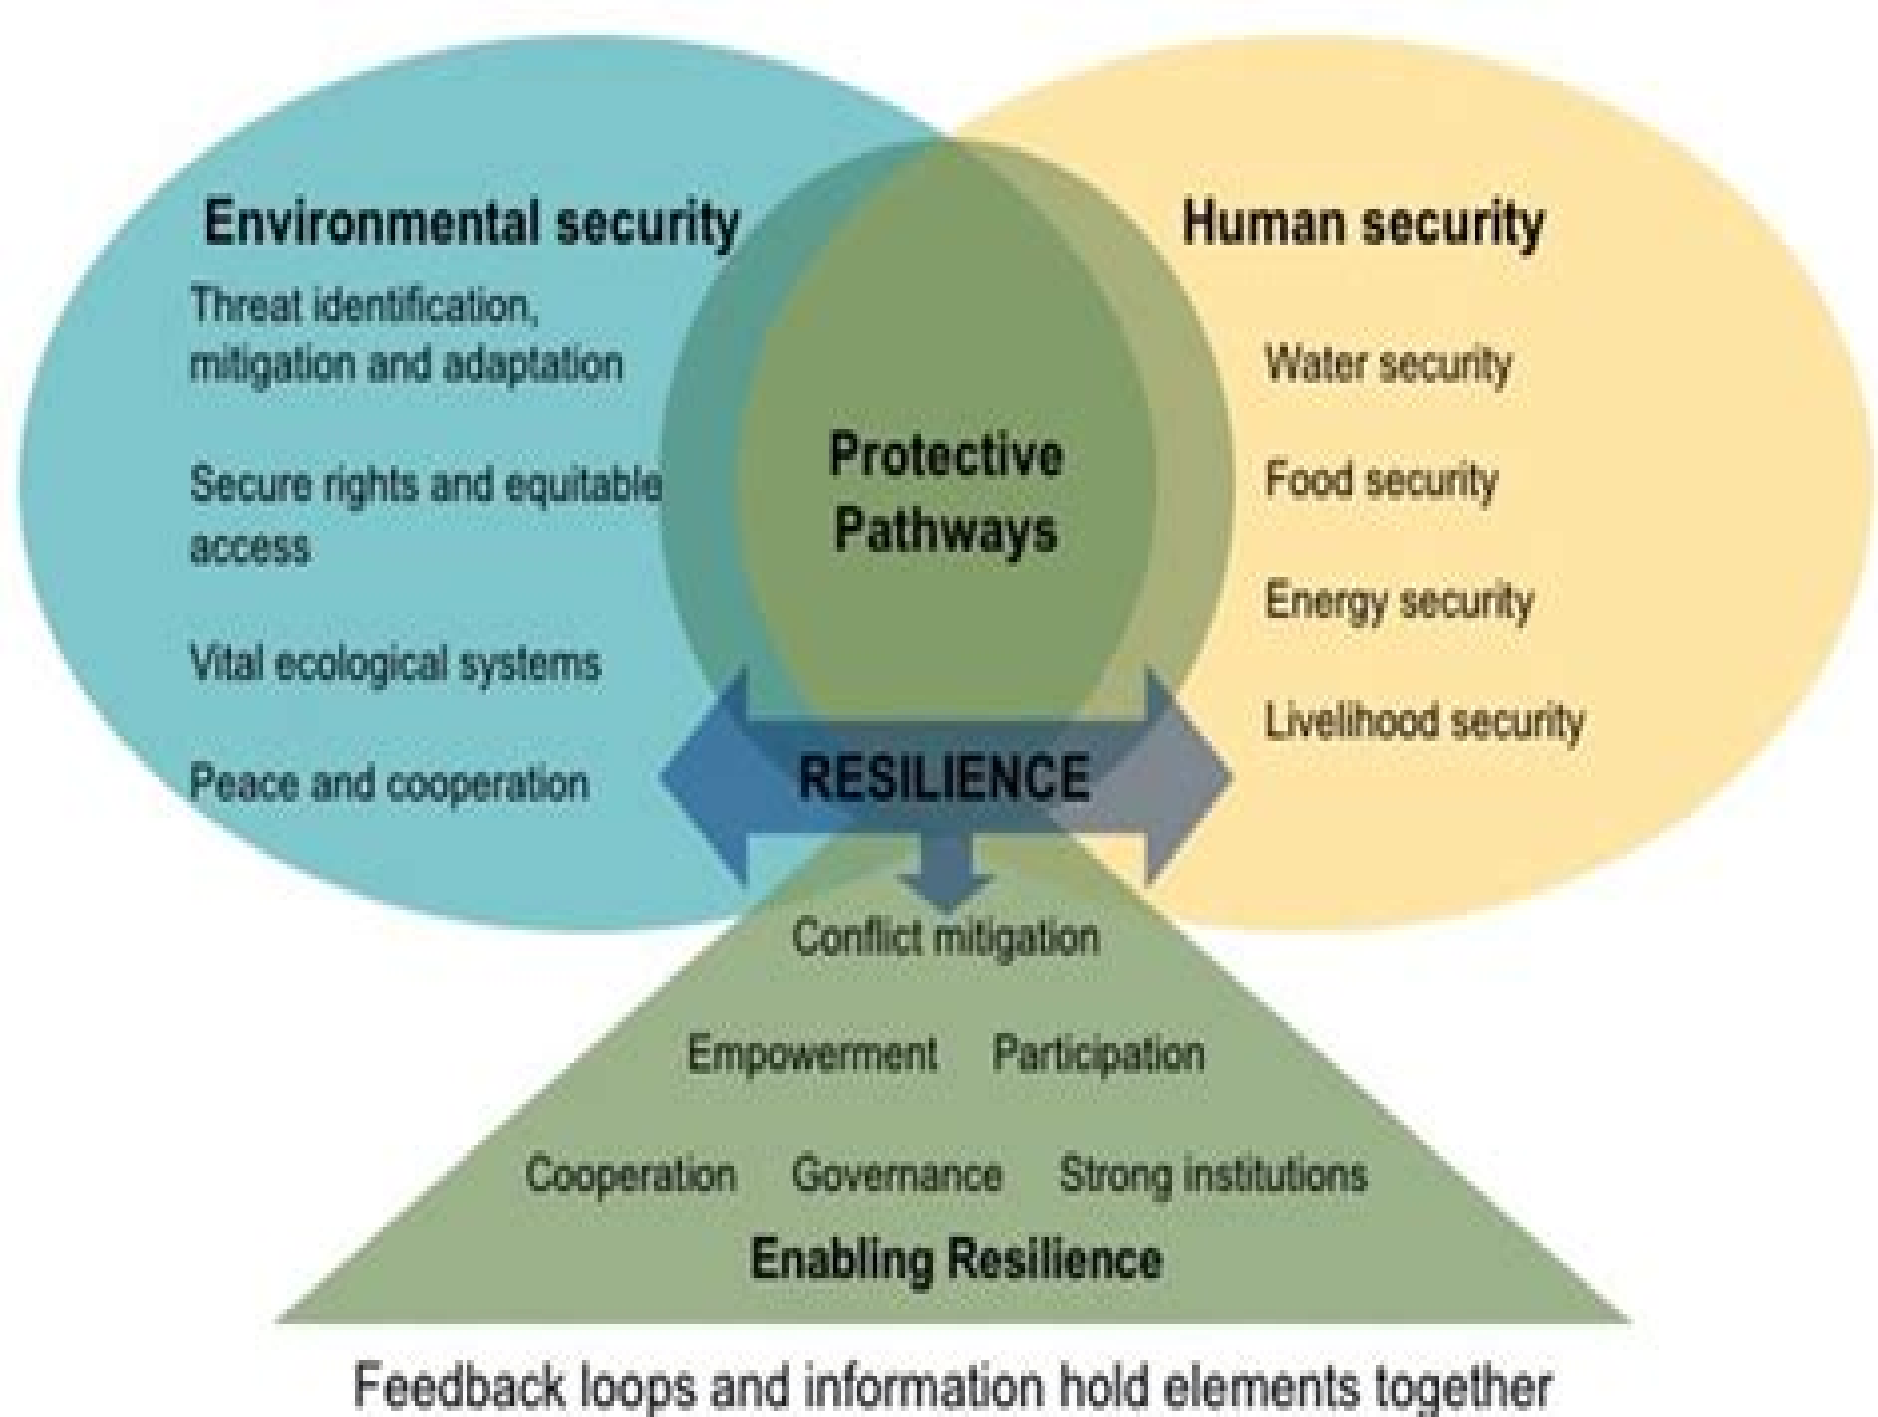 Environmental security
Threat identification,
mitigation and adaptation
Secure rights and equitable
access
Vital ecological systems
Peace and cooperation
Protective
Pathways
Human security
Water security
Food security
Energy security
Livelihood security
RESILIENCE
Conflict mitigation
Empowerment Participation
Cooperation Governance Strong institutions
Enabling Resilience
Feedback loops and information hold elements together